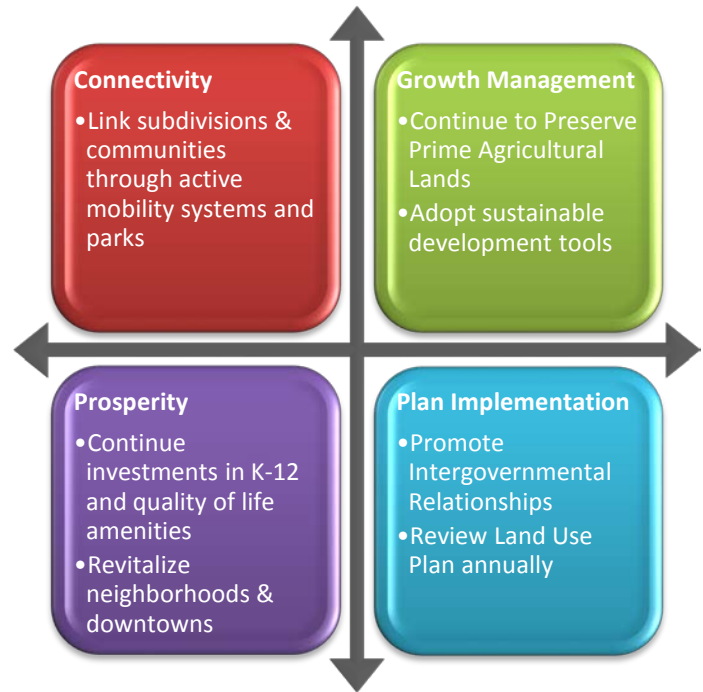 Connectivity
•Link subdivisions &
communities
through active
mobility systems and
parks
Growth Management
•Continue to Preserve
Prime Agricultural
Lands
•Adopt sustainable
development tools
Prosperity
•Continue
investments in K-12
and quality of life
amenities
•Revitalize
neighborhoods &
downtowns
Plan Implementation
•Promote
Intergovernmental
Relationships
•Review Land Use
Plan annually